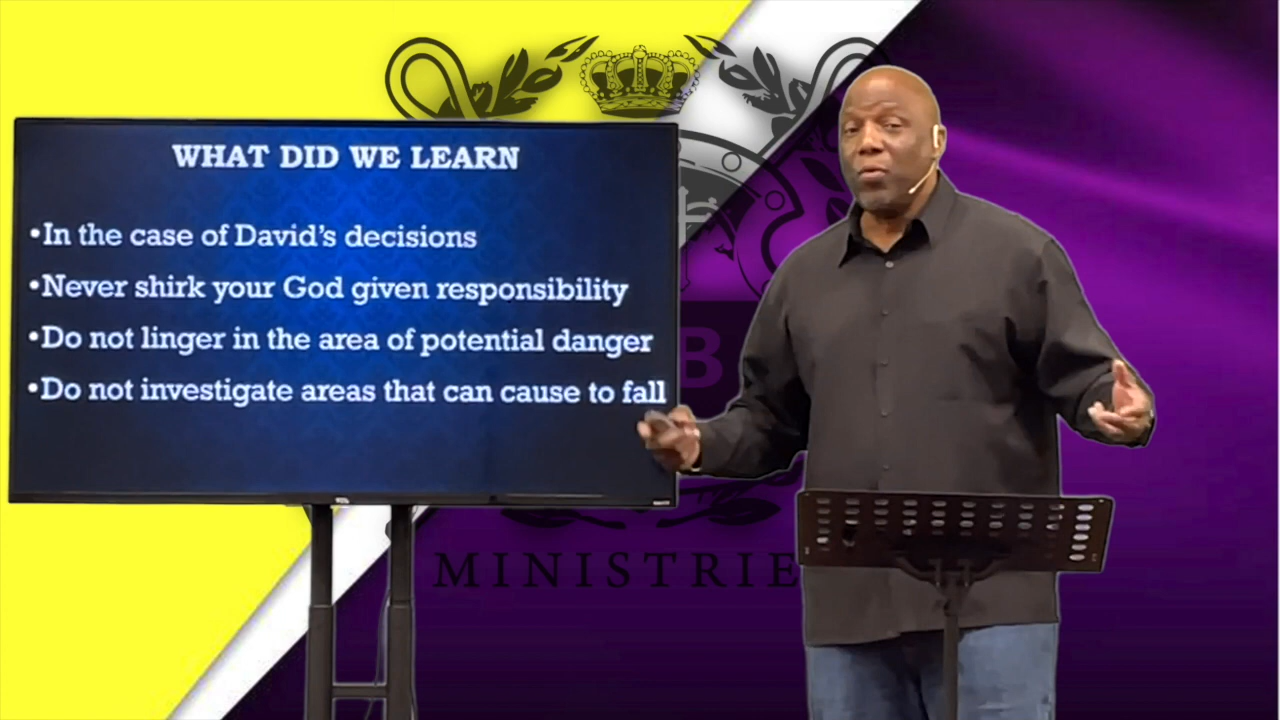 WHAT DID WE LEARN
•In the case of David's decisions
•Never shirk your God given responsibility
•Do not linger in the area of potential danger
•Do not investigate areas that can cause to fall
B
MINISTRIE